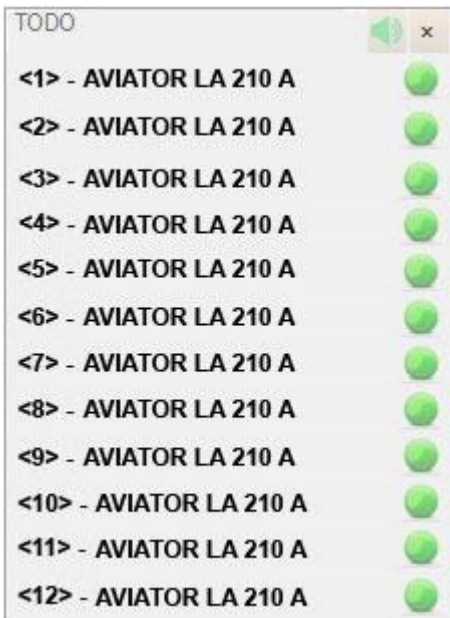 TODO
×
<1> - AVIATOR LA 210 A
<2> - AVIATOR LA 210 A
<3> - AVIATOR LA 210 A
<4> - AVIATOR LA 210 A
<5> - AVIATOR LA 210 A
<6> - AVIATOR LA 210 A
<7> - AVIATOR LA 210 A
<8> - AVIATOR LA 210 A
<9> - AVIATOR LA 210 A
<10> - AVIATOR LA 210 A
<11> - AVIATOR LA 210 A
<12> - AVIATOR LA 210 A